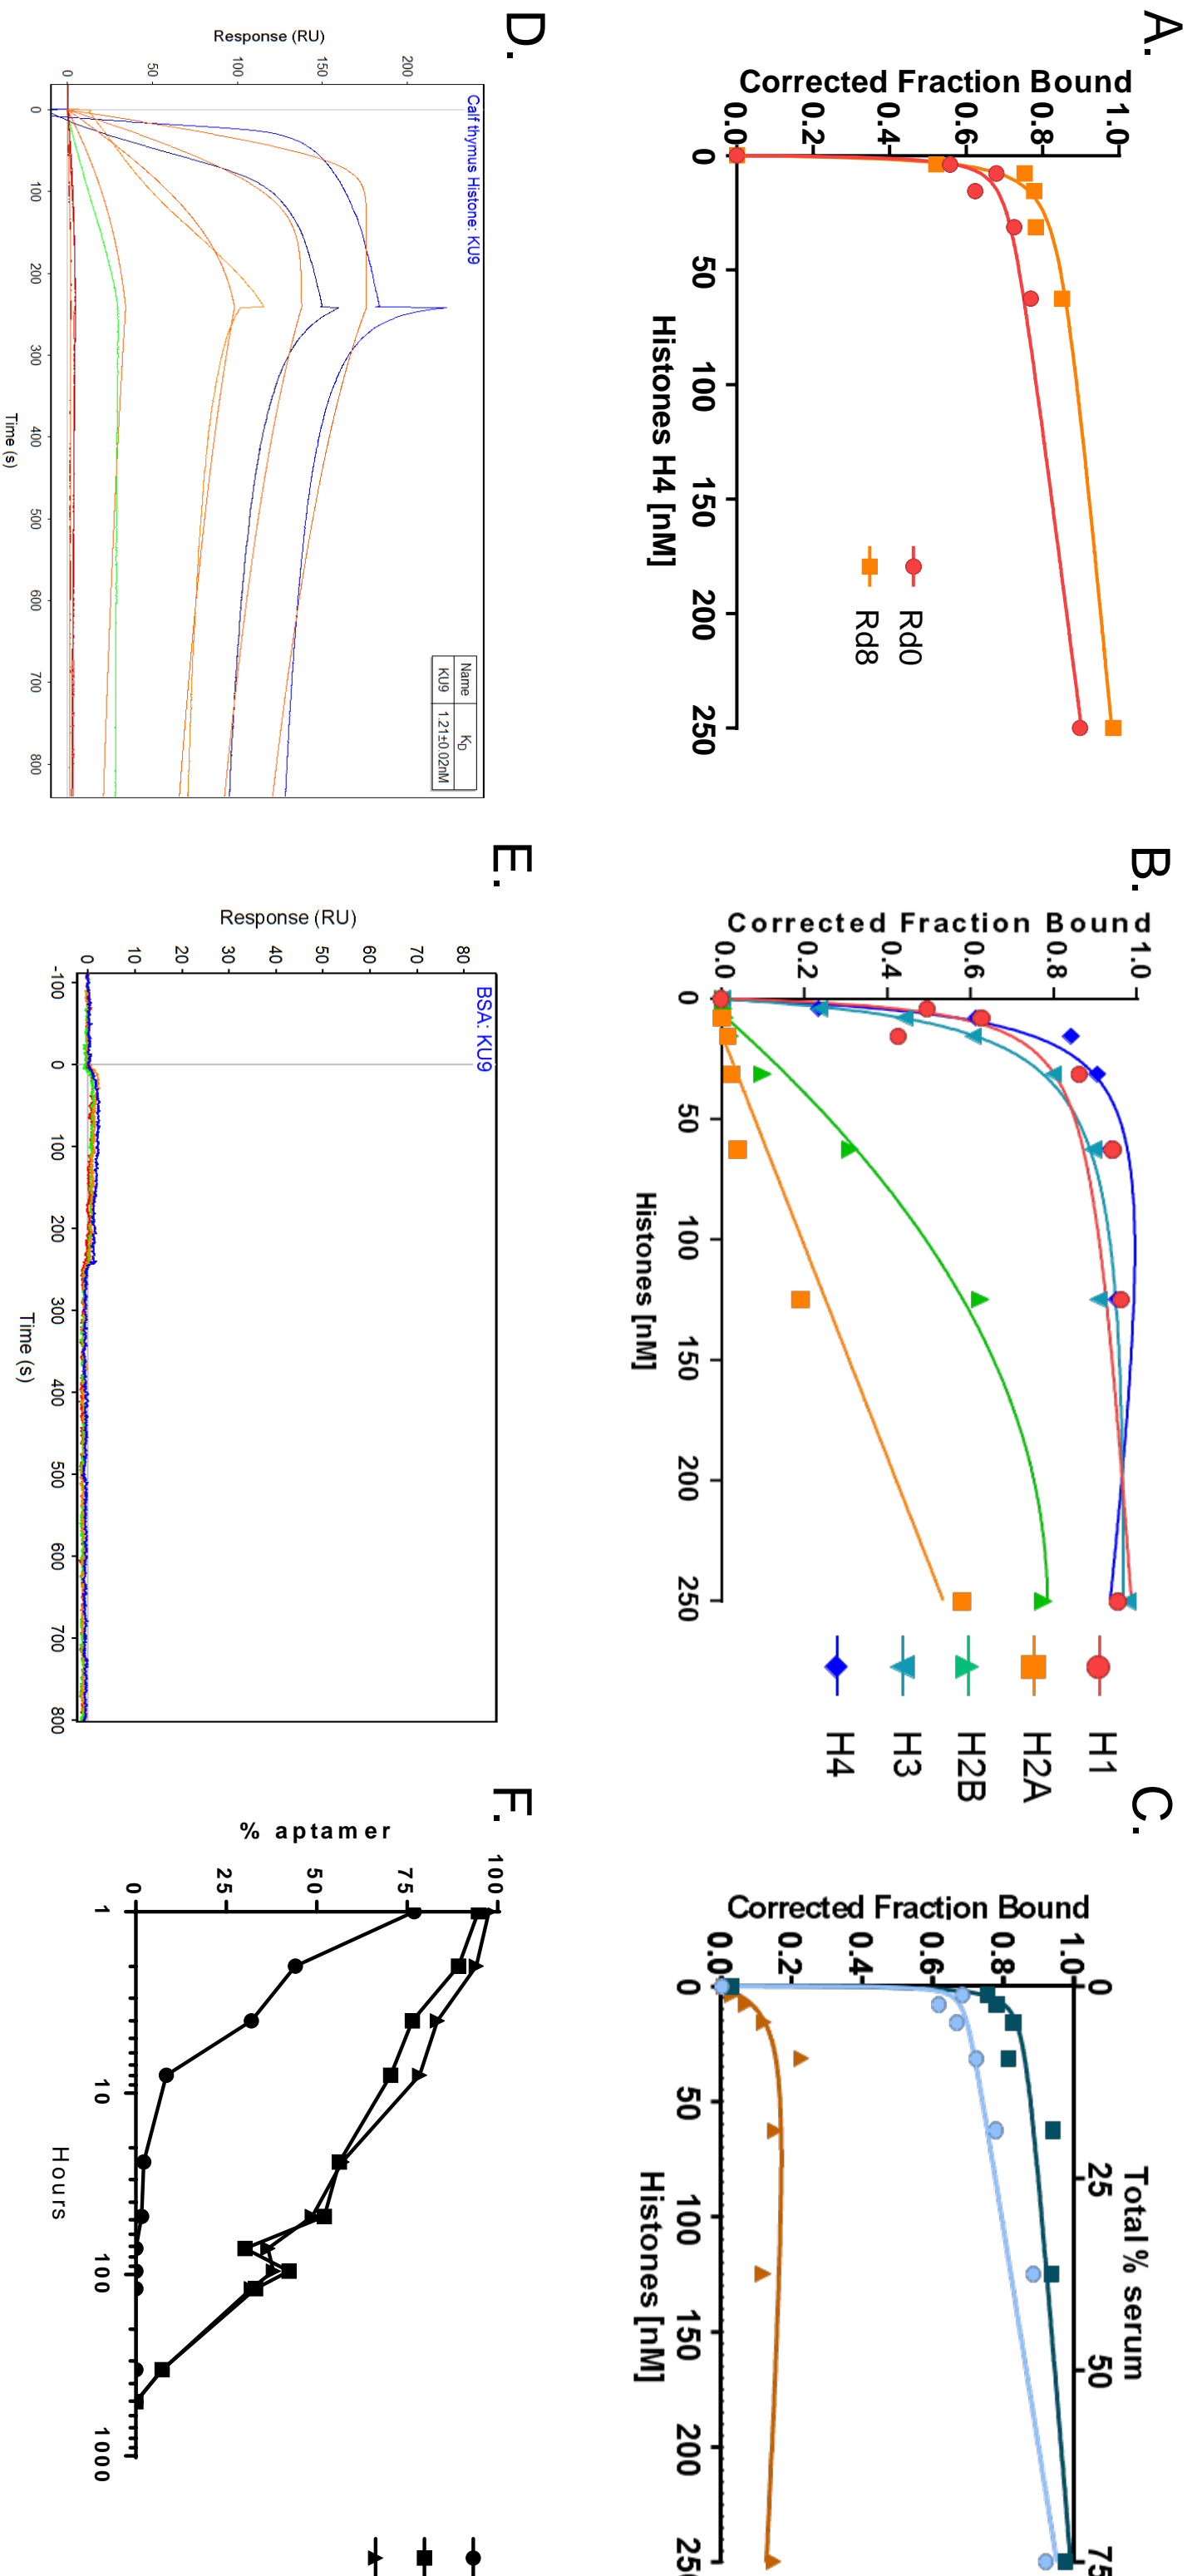 A.
Corrected Fraction Bound
1.0
0.8
0.6
0.4
0.2
0.0
0 50 100 150 200 250
Histones H4 [nM]
Rd0
Rd8
B.
Corrected Fraction Bound
1.0
0.8
0.6
0.4
0.2
0.0
0 50 100 150 200 250
Histones [nM]
H1
H2A
H2B
H3
H4
C.
Total % serum
0 25 50 75
Corrected Fraction Bound
1.0
0.8
0.6
0.4
0.2
0.0
0 50 100 150 200
Histones [nM]
D.
Calf thymus Histone: KU9
Response (RU)
200
150
100
50
0
0 100 200 300 400 500 600 700 800
Time (s)
Name KD
KU9 1.21±0.02nM
E.
BSA: KU9
Response (RU)
80
70
60
50
40
30
20
10
0
-100 0 100 200 300 400 500 600 700 800
Time (s)
F.
% aptamer
100
75
50
25
0
1 10 100 1000
Hours